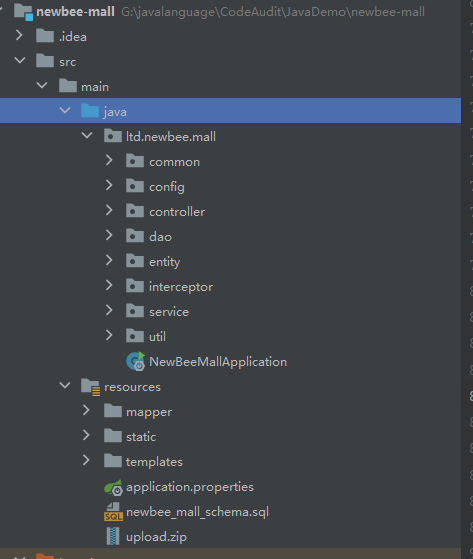 newbee-mall G:\javalanguage\CodeAudit\JavaDemo\newbee-mall
.idea
src
main
java
ltd.newbee.mall
common
config
controller
dao
entity
interceptor
service
util
NewBeeMallApplication
resources
mapper
static
templates
application.properties
newbee_mall_schema.sql
upload.zip